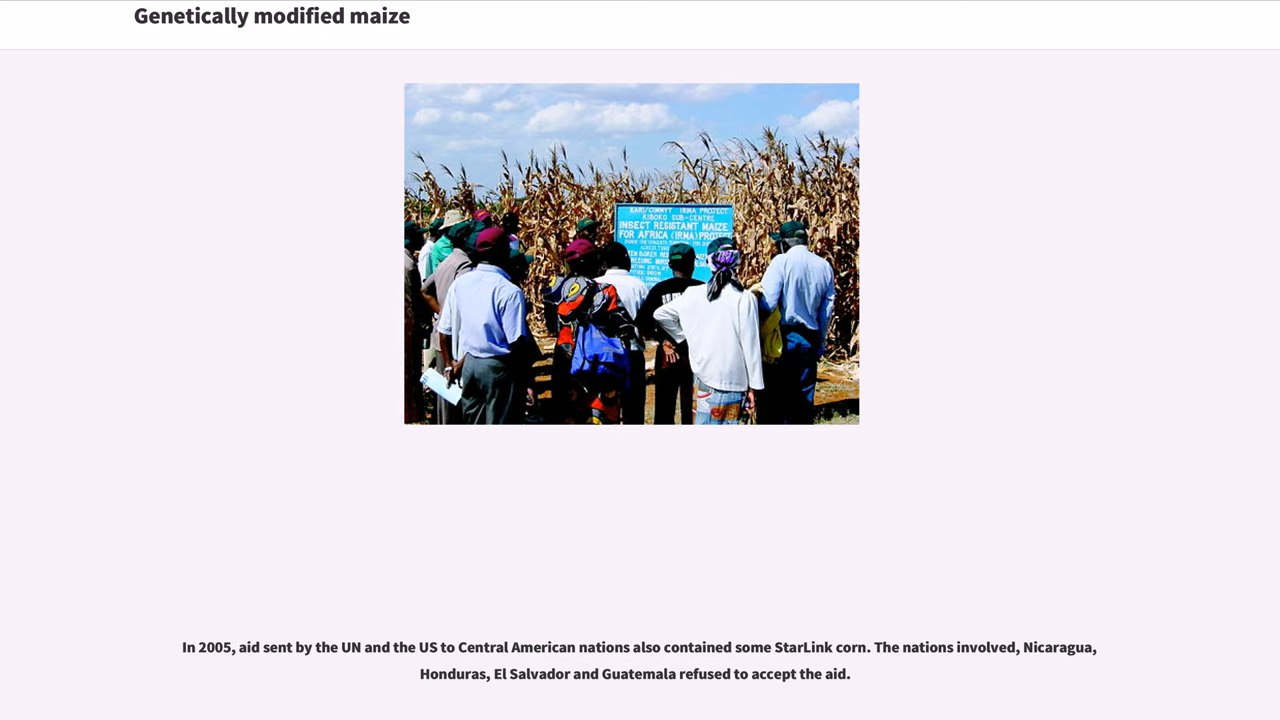 Genetically modified maize
KARI/CIMMYT IRMA PROJECT
KIBOKO SUB-CENTRE
INSECT RESISTANT MAIZE
FOR AFRICA (IRMA) PROJECT
In 2005, aid sent by the UN and the US to Central American nations also contained some StarLink corn. The nations involved, Nicaragua,
Honduras, El Salvador and Guatemala refused to accept the aid.